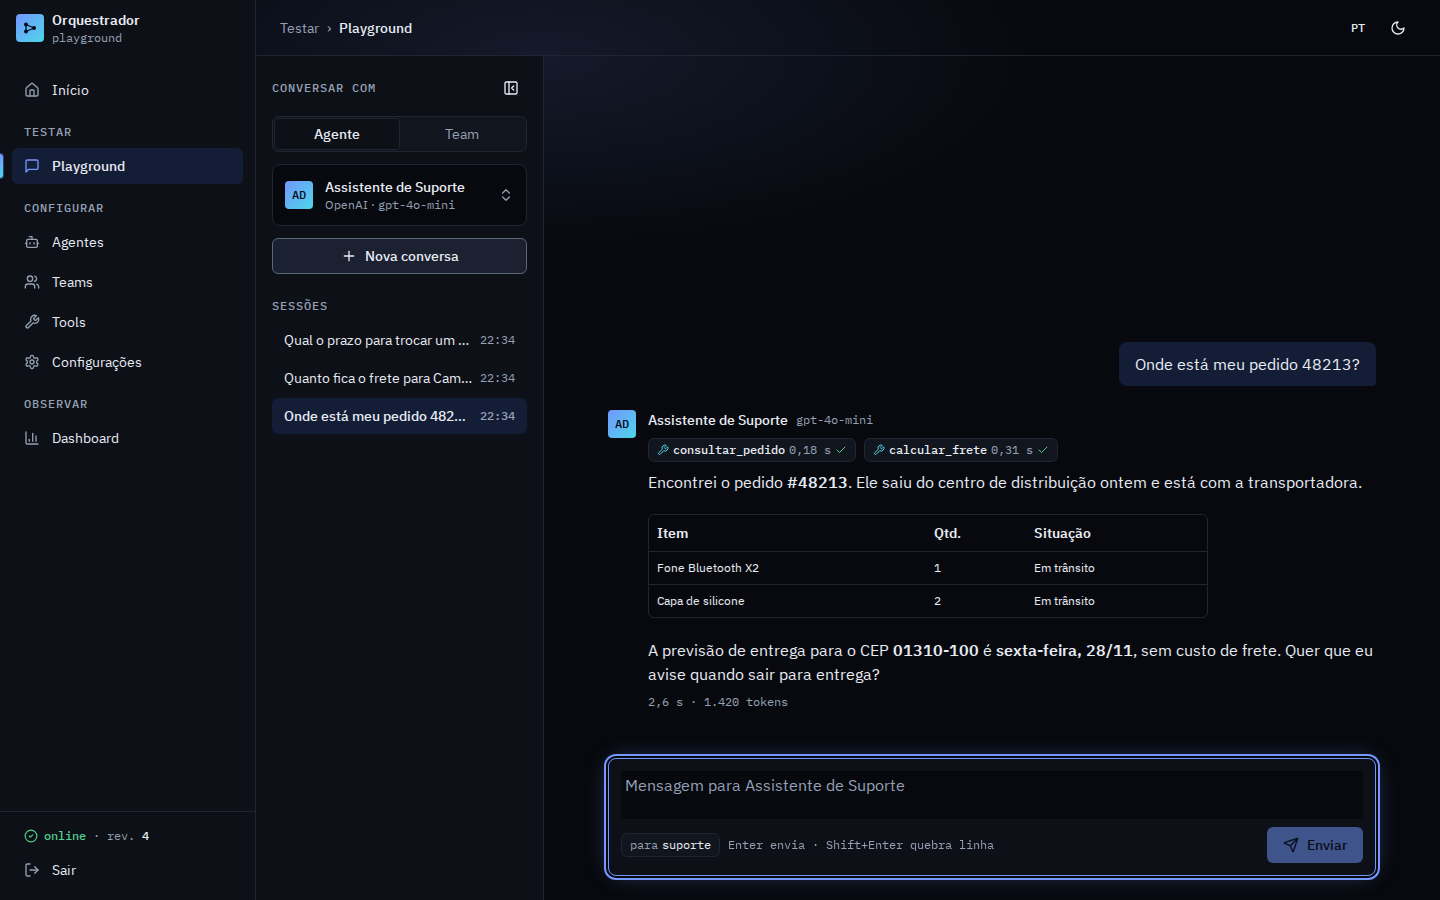 Orquestrador
playground
Início
TESTAR
Playground
CONFIGURAR
Agentes
Teams
Tools
Configurações
OBSERVAR
Dashboard
online · rev. 4
Sair
Testar › Playground
PT
CONVERSAR COM
Agente Team
AD
Assistente de Suporte
OpenAI · gpt-4o-mini
Nova conversa
SESSÕES
Qual o prazo para trocar um ... 22:34
Quanto fica o frete para Cam... 22:34
Onde está meu pedido 482... 22:34
Onde está meu pedido 48213?
AD
Assistente de Suporte gpt-4o-mini
consultar_pedido 0,18 s calcular_frete 0,31 s
Encontrei o pedido #48213. Ele saiu do centro de distribuição ontem e está com a transportadora.
Item Qtd. Situação
Fone Bluetooth X2 1 Em trânsito
Capa de silicone 2 Em trânsito
A previsão de entrega para o CEP 01310-100 é sexta-feira, 28/11, sem custo de frete. Quer que eu
avise quando sair para entrega?
2,6 s · 1.420 tokens
Mensagem para Assistente de Suporte
para suporte Enter envia · Shift+Enter quebra linha
Enviar